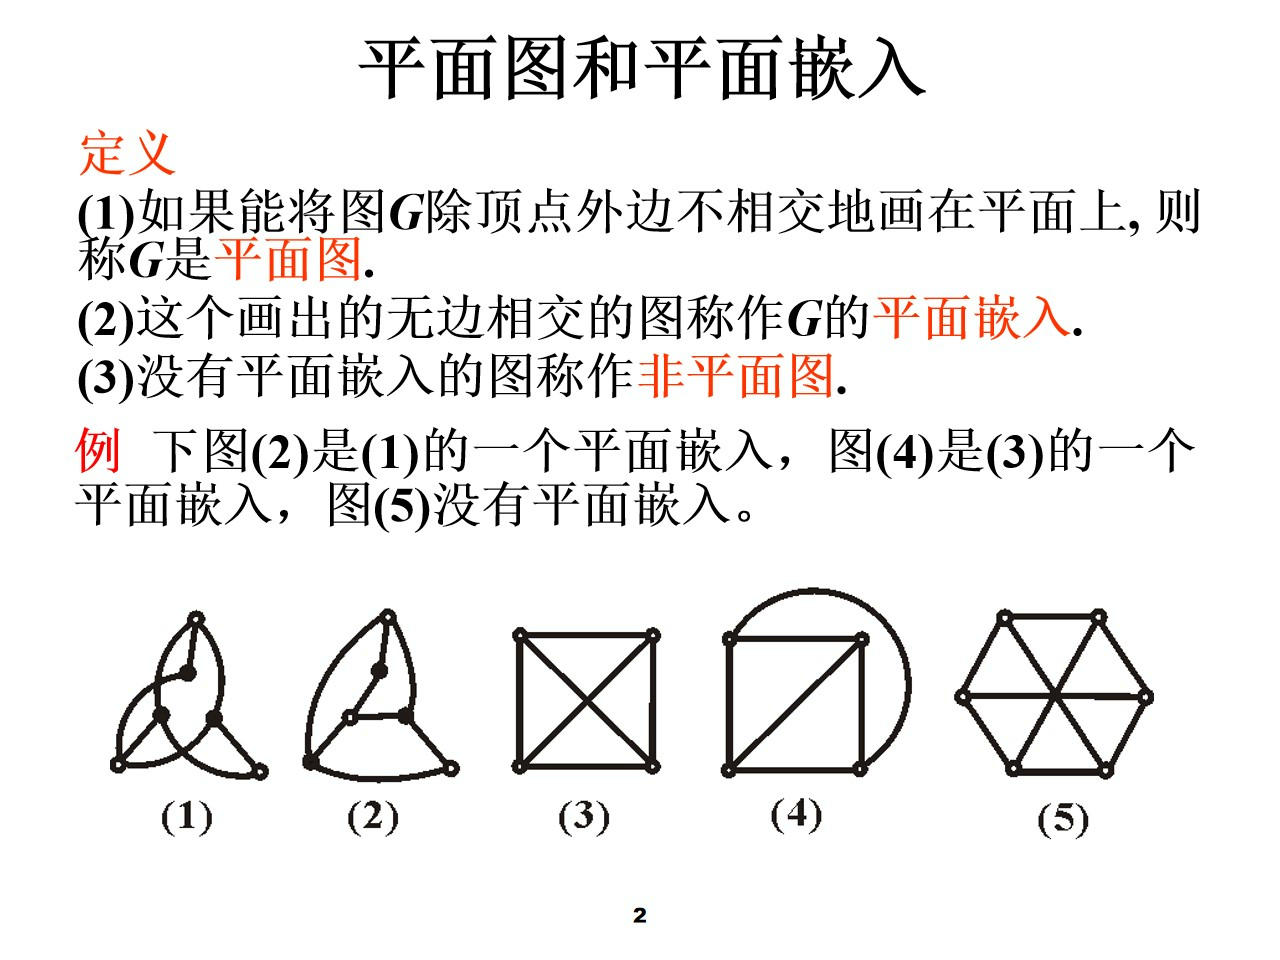 平面图和平面嵌入
定义
(1)如果能将图G除顶点外边不相交地画在平面上, 则
称G是平面图.
(2)这个画出的无边相交的图称作G的平面嵌入.
(3)没有平面嵌入的图称作非平面图.
例 下图(2)是(1)的一个平面嵌入，图(4)是(3)的一个
平面嵌入，图(5)没有平面嵌入。
(1) (2) (3) (4) (5)
2